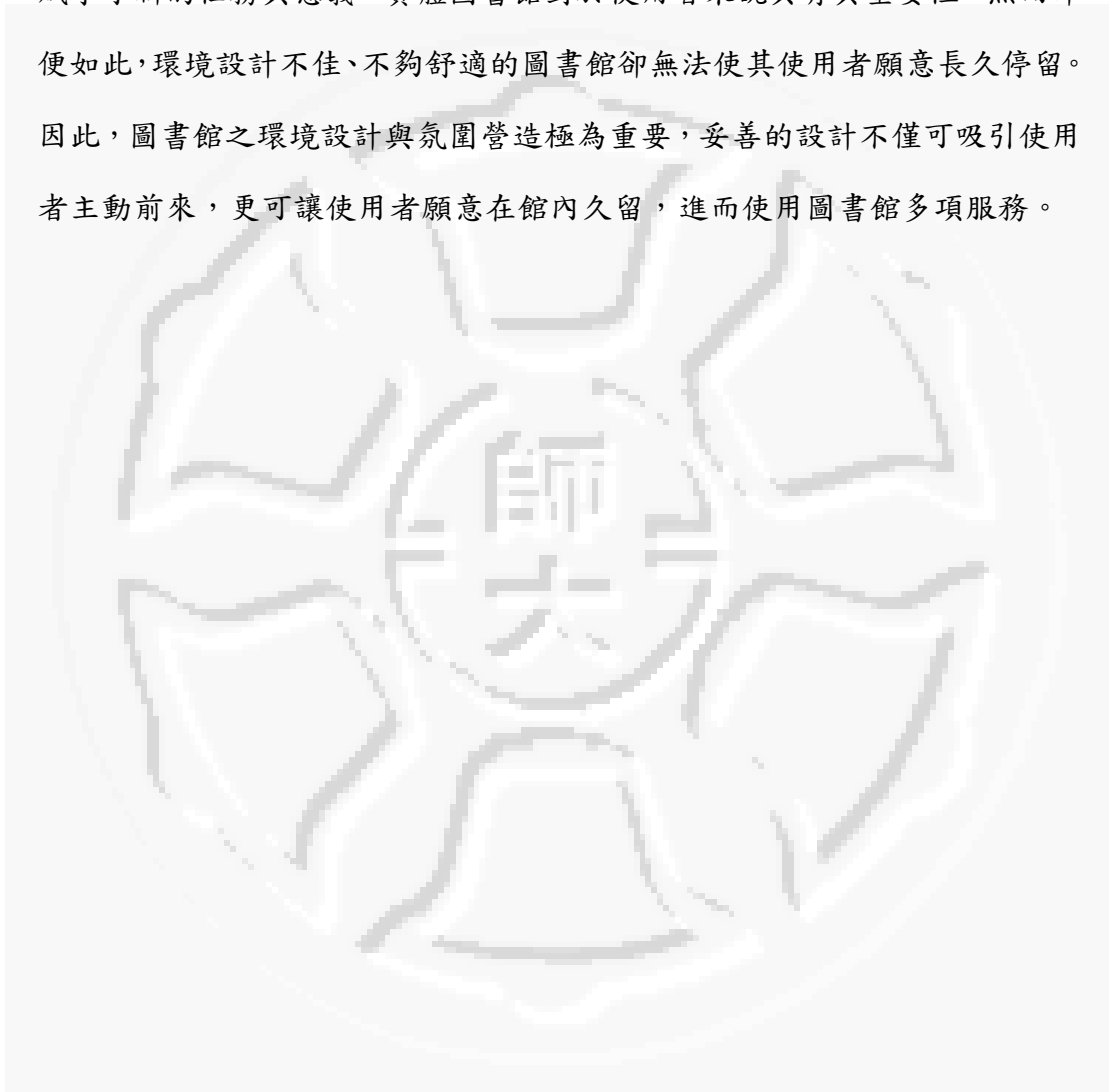 便如此，環境設計不佳、不夠舒適的圖書館卻無法使其使用者願意長久停留。
因此，圖書館之環境設計與氛圍營造極為重要，妥善的設計不僅可吸引使用
者主動前來，更可讓使用者願意在館內久留，進而使用圖書館多項服務。
師
大